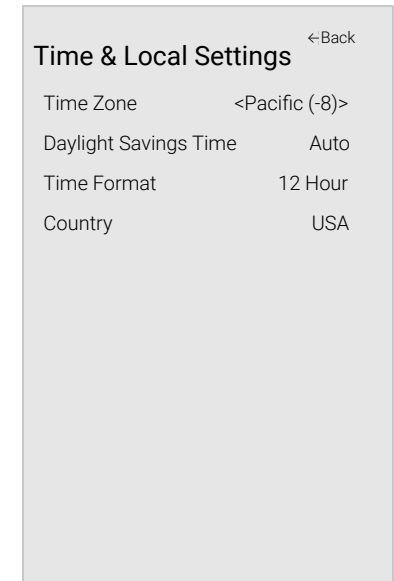 ←Back
Time & Local Settings
Time Zone <Pacific (-8)>
Daylight Savings Time Auto
Time Format 12 Hour
Country USA